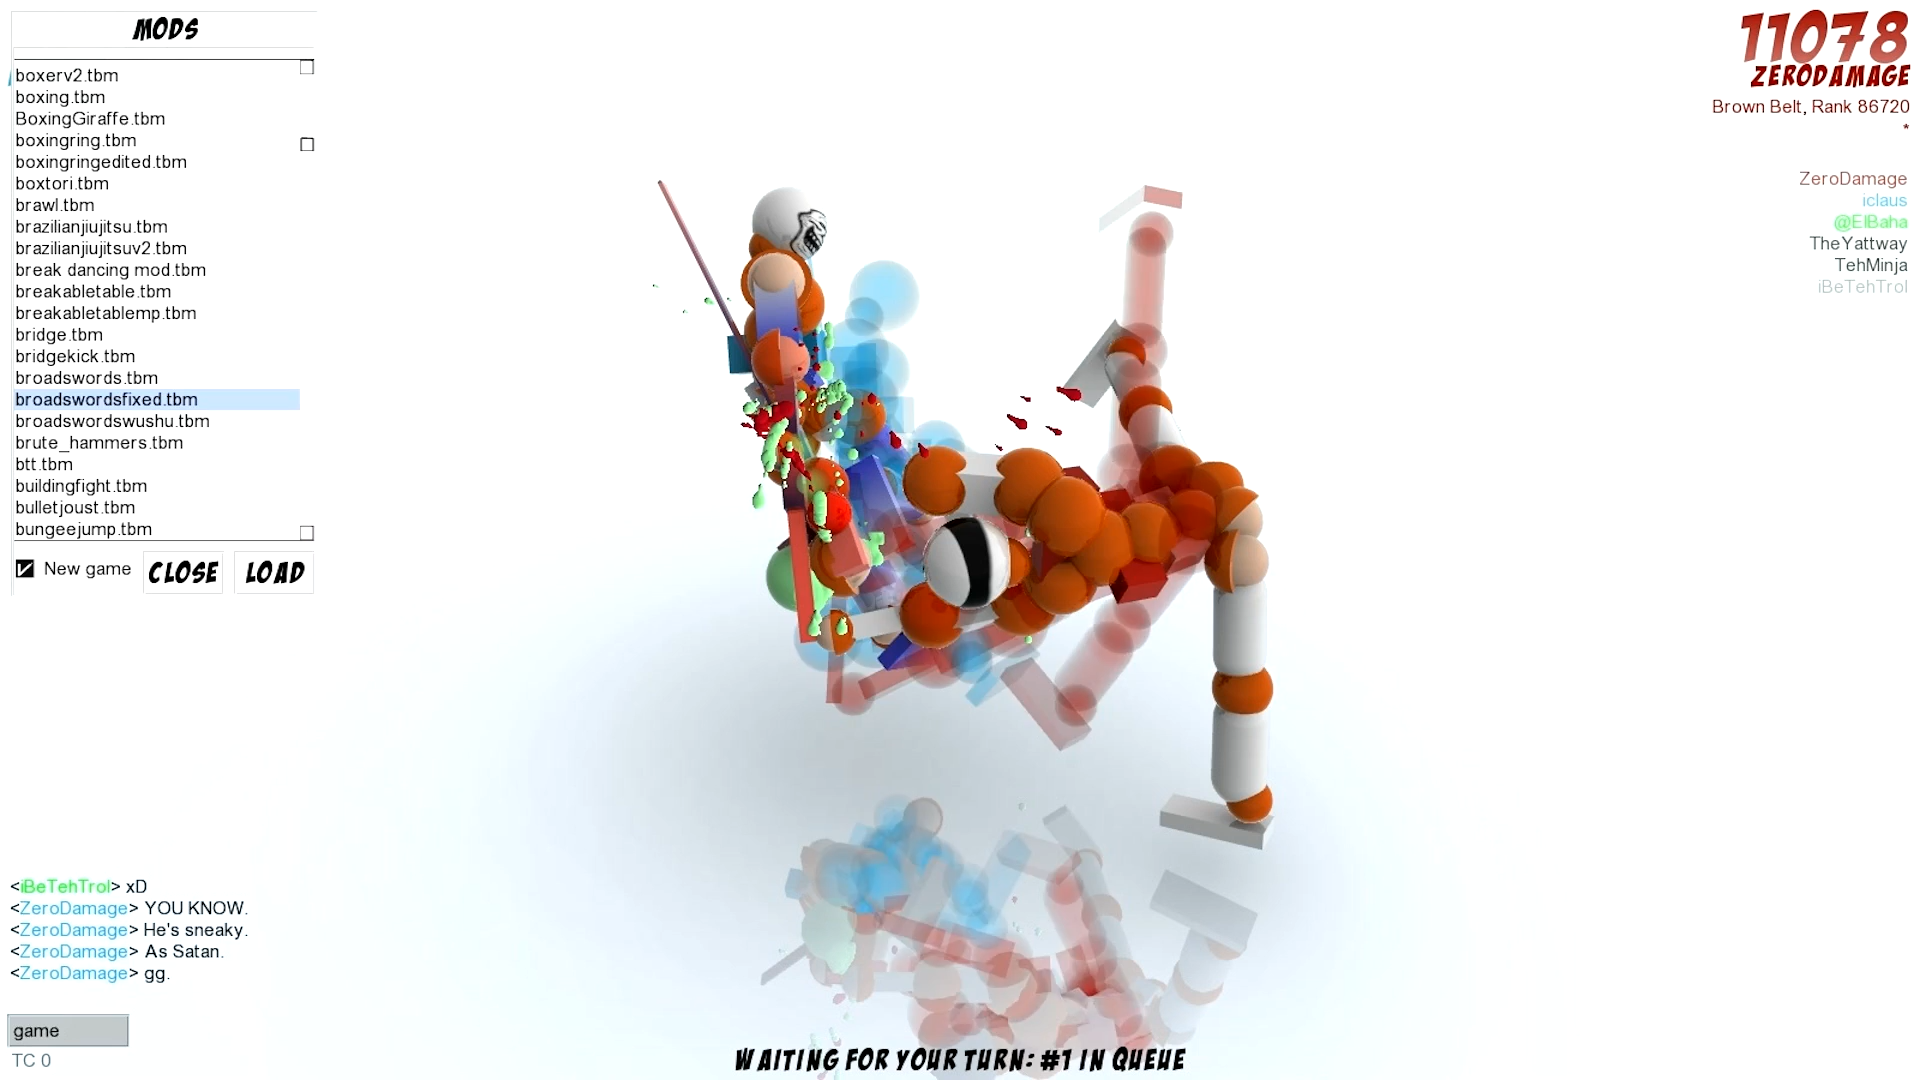 MODS
boxerv2.tbm
boxing.tbm
BoxingGiraffe.tbm
boxingring.tbm
boxingringedited.tbm
boxtori.tbm
brawl.tbm
brazilianjiujitsu.tbm
brazilianjiujitsuv2.tbm
break dancing mod.tbm
breakabletable.tbm
breakabletablemp.tbm
bridge.tbm
bridgekick.tbm
broadswords.tbm
broadswordsfixed.tbm
broadswordswushu.tbm
brute_hammers.tbm
btt.tbm
buildingfight.tbm
bulletjoust.tbm
bungeejump.tbm
New game CLOSE LOAD
11078
ZERODAMAGE
Brown Belt, Rank 86720
*
ZeroDamage
iclaus
@ElBaha
TheYattway
TehMinja
iBeTehTrol
<iBeTehTrol> xD
<ZeroDamage> YOU KNOW.
<ZeroDamage> He's sneaky.
<ZeroDamage> As Satan.
<ZeroDamage> gg.
game
TC 0
WAITING FOR YOUR TURN: #1 IN QUEUE